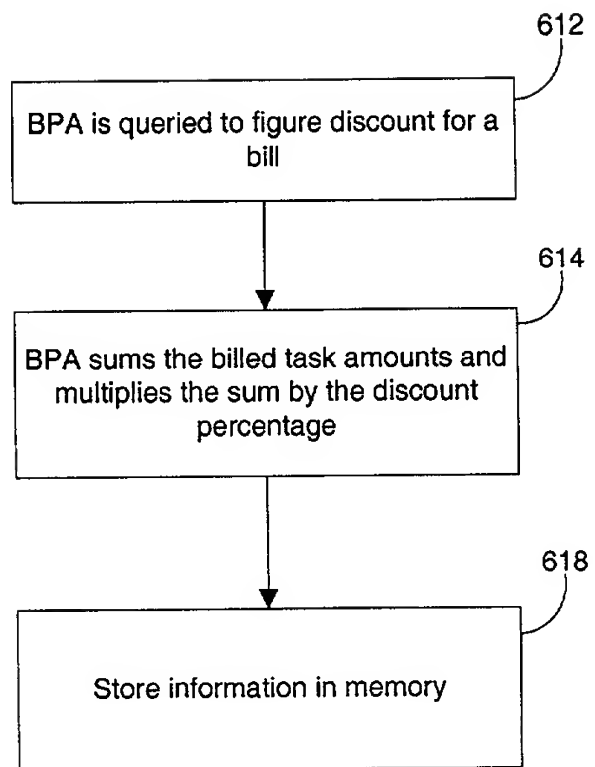 612
BPA is queried to figure discount for a
bill
614
BPA sums the billed task amounts and
multiplies the sum by the discount
percentage
618
Store information in memory